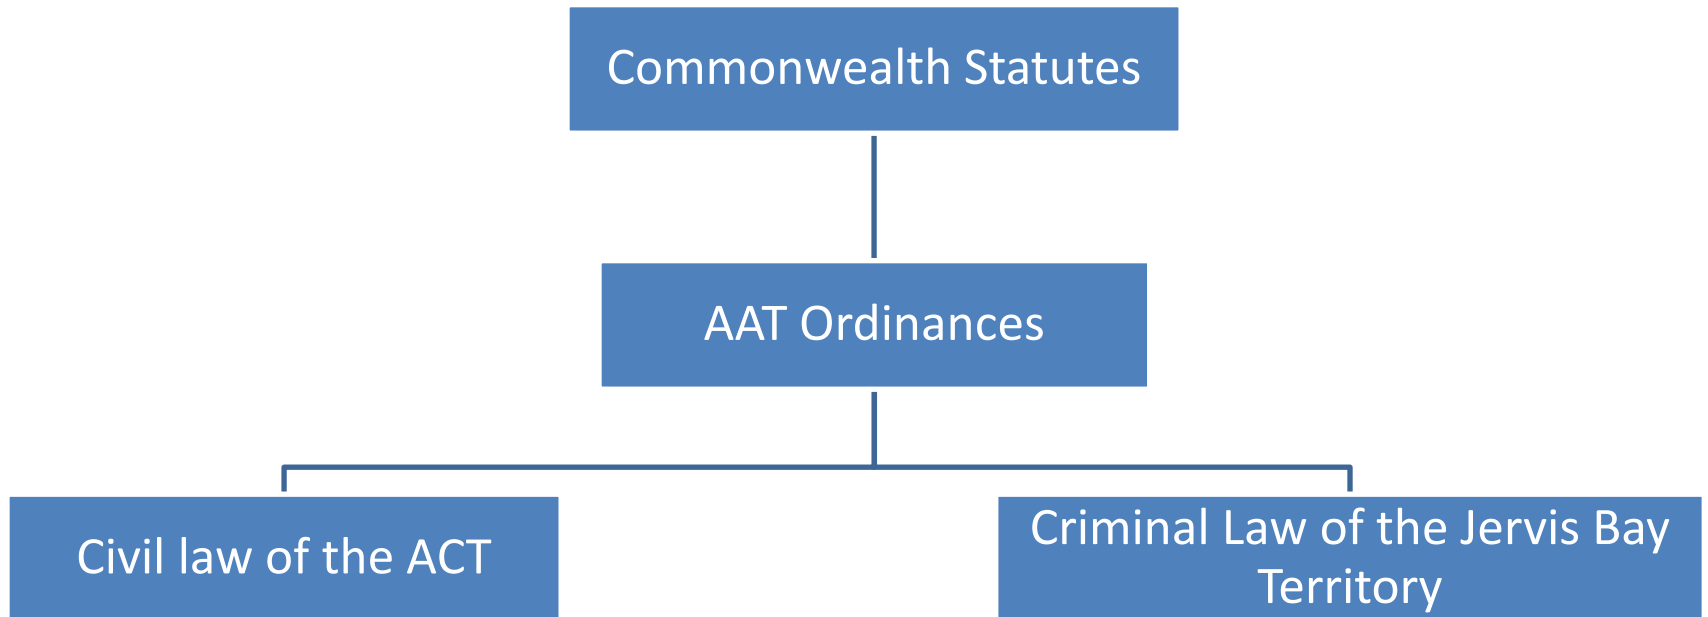 Commonwealth Statutes
AAT Ordinances
Civil law of the ACT
Criminal Law of the Jervis Bay
Territory